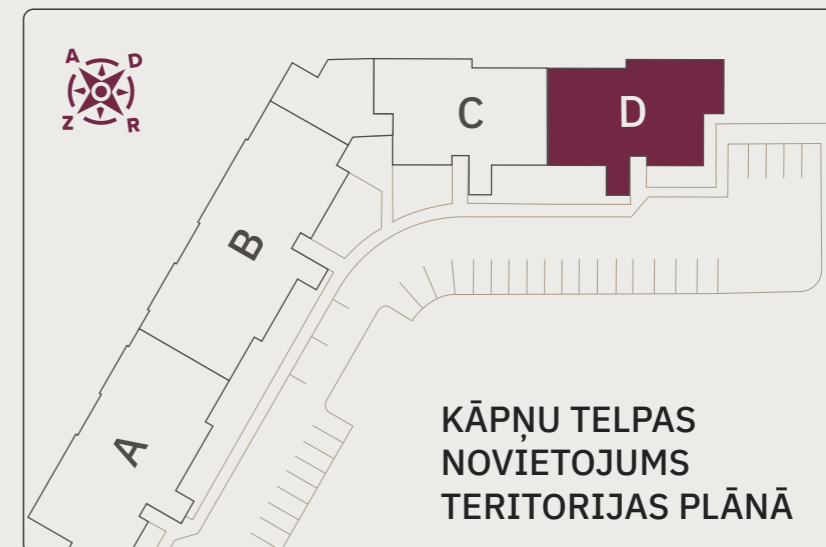 A D
Z R
C
D
B
A
KĀPŅU TELPAS
NOVIETOJUMS
TERITORIJAS PLĀNĀ